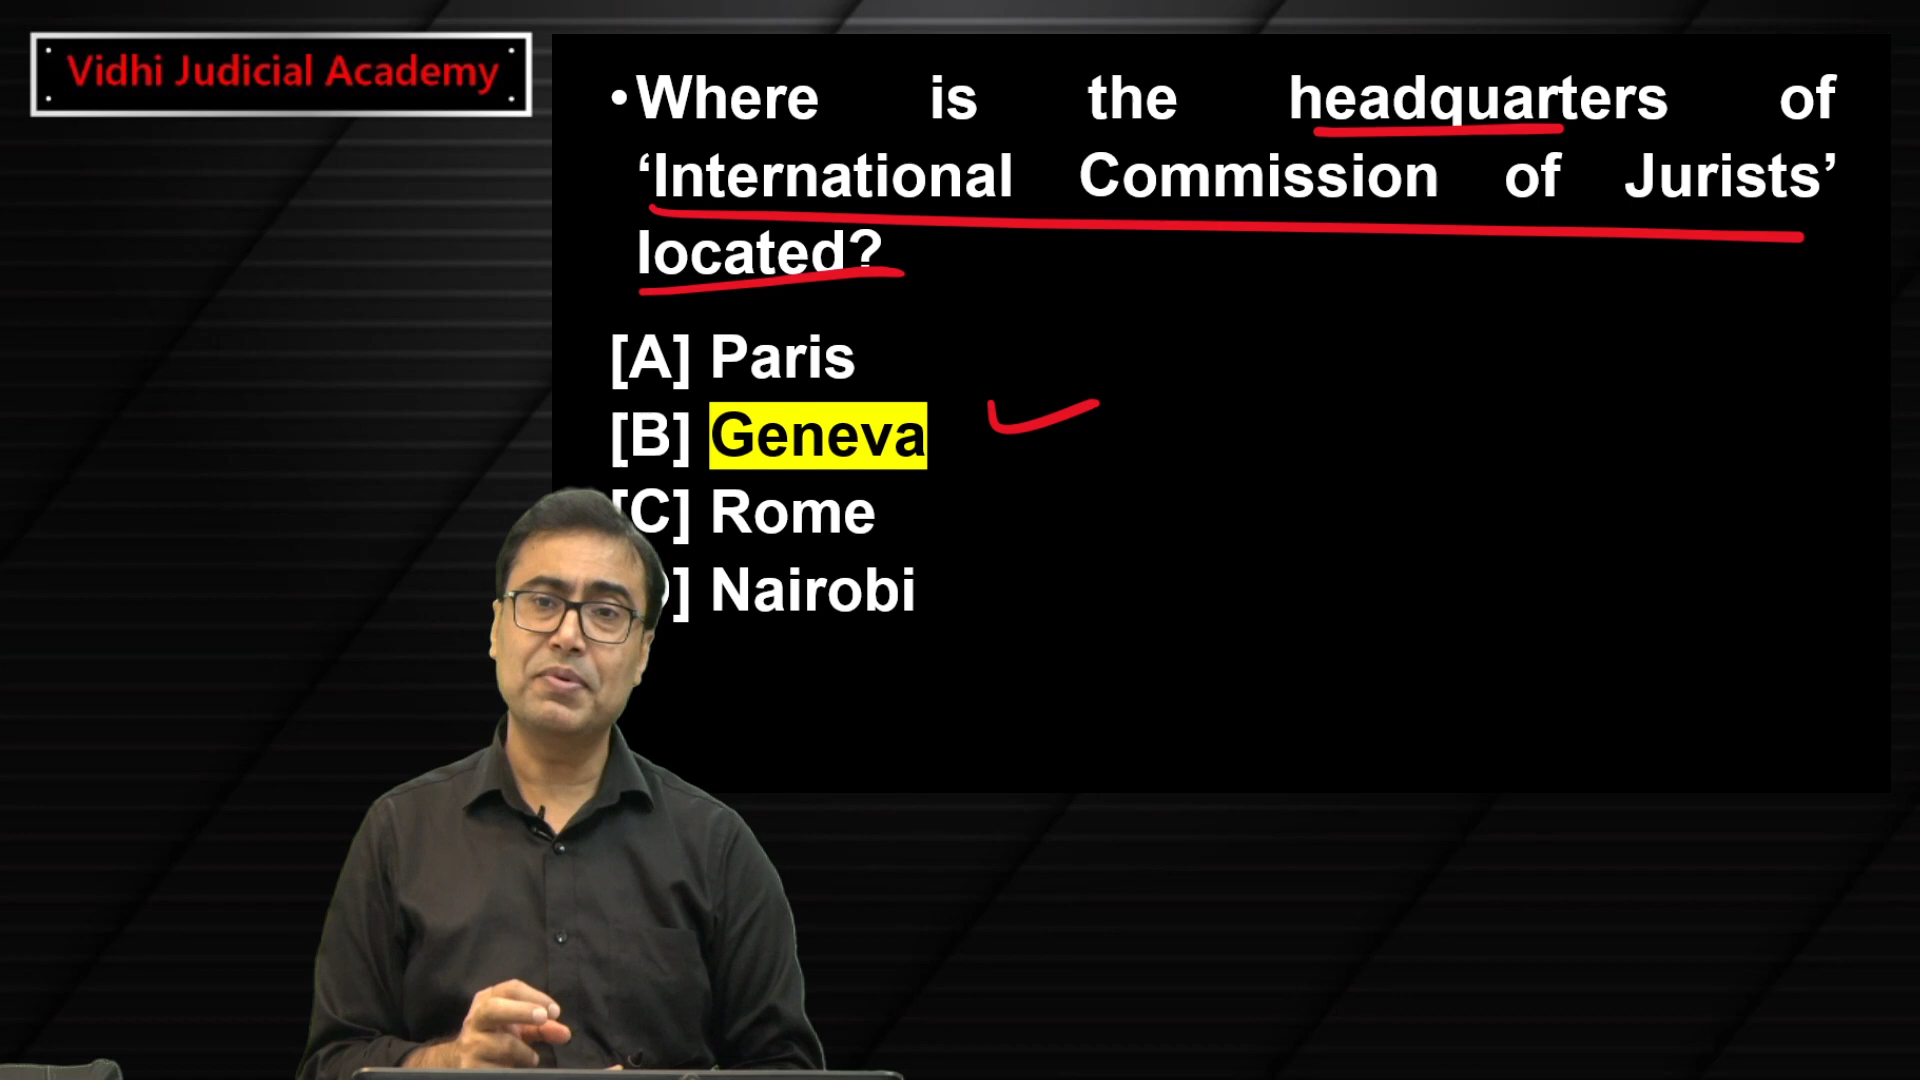 Vidhi Judicial Academy
•Where is the headquarters of
‘International Commission of Jurists’
located?
[A] Paris
[B] Geneva
[C] Rome
] Nairobi